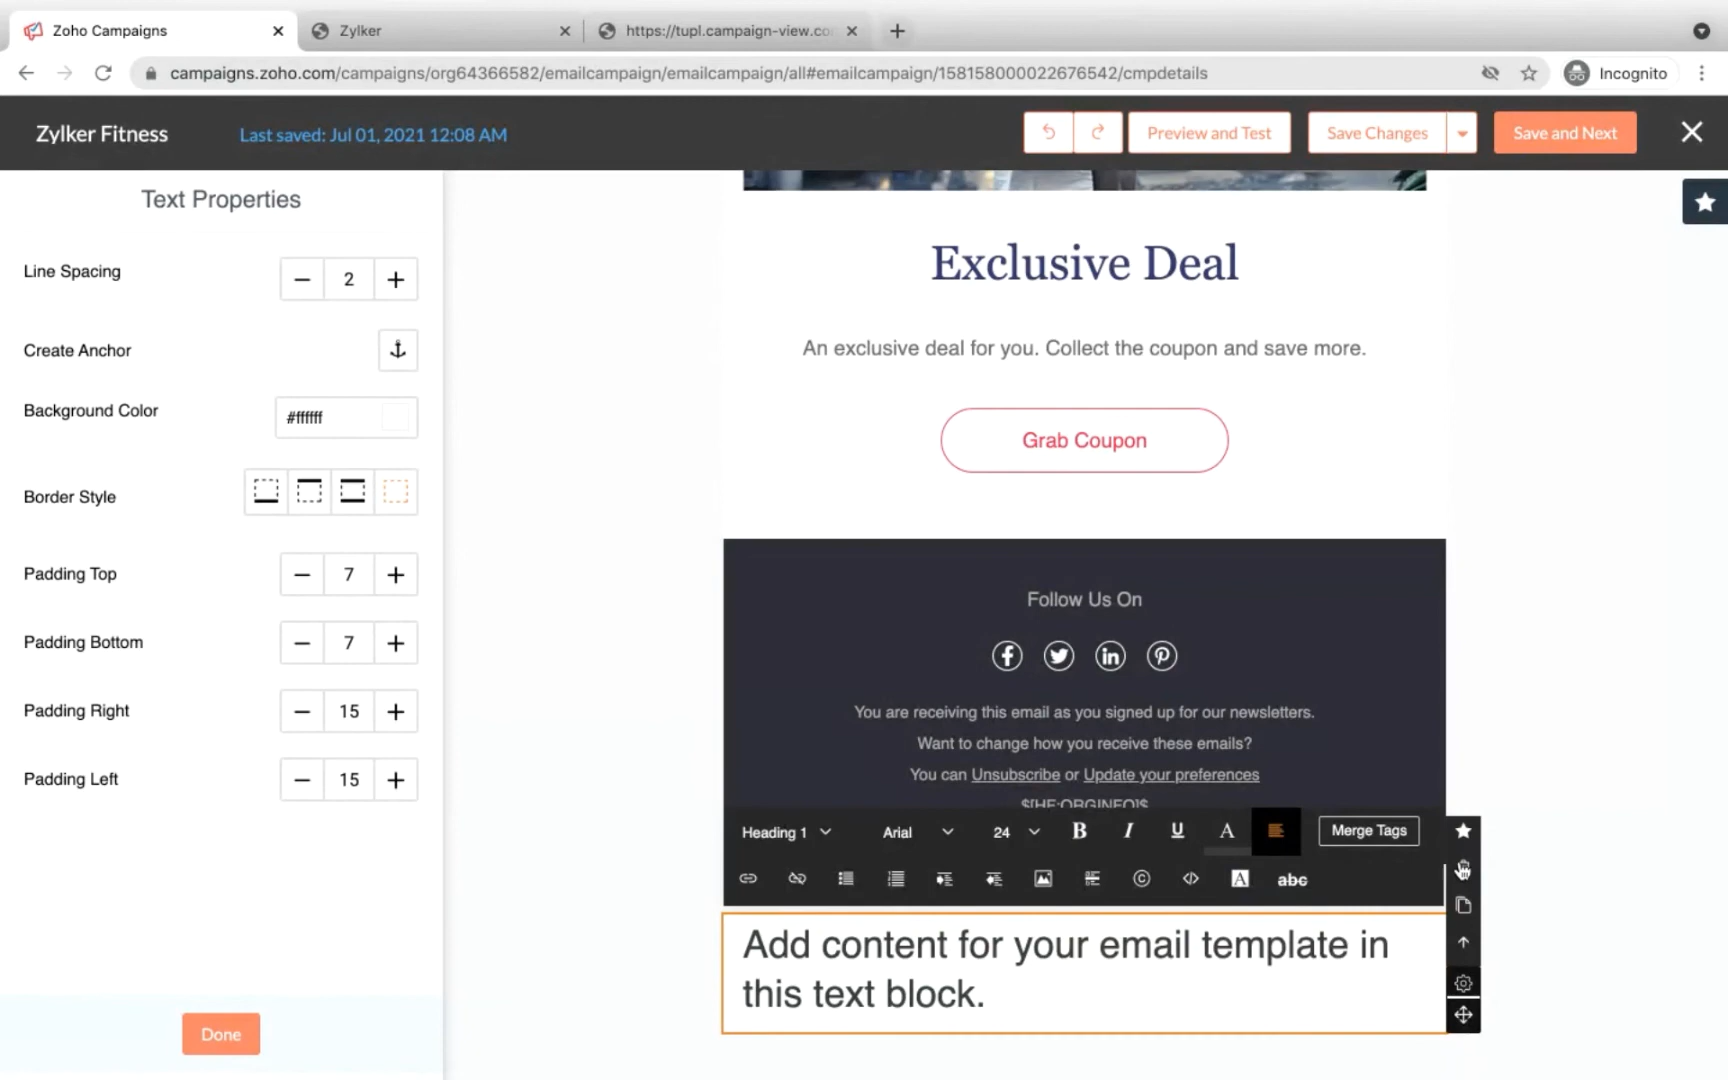 Zoho Campaigns
Zylker
https://tupl.campaign-view.co
campaigns.zoho.com/campaigns/org64366582/emailcampaign/emailcampaign/all#emailcampaign/158158000022676542/cmpdetails
Incognito
Zylker Fitness
Last saved: Jul 01, 2021 12:08 AM
Preview and Test
Save Changes
Save and Next
Text Properties
Line Spacing
2
Create Anchor
Background Color
#ffffff
Border Style
Padding Top
7
Padding Bottom
7
Padding Right
15
Padding Left
15
Done
Exclusive Deal
An exclusive deal for you. Collect the coupon and save more.
Grab Coupon
Follow Us On
You are receiving this email as you signed up for our newsletters.
Want to change how you receive these emails?
You can Unsubscribe or Update your preferences
$[HF:ORGINFO]$
Heading 1
Arial
24
B
I
U
A
Merge Tags
A
abc
Add content for your email template in
this text block.